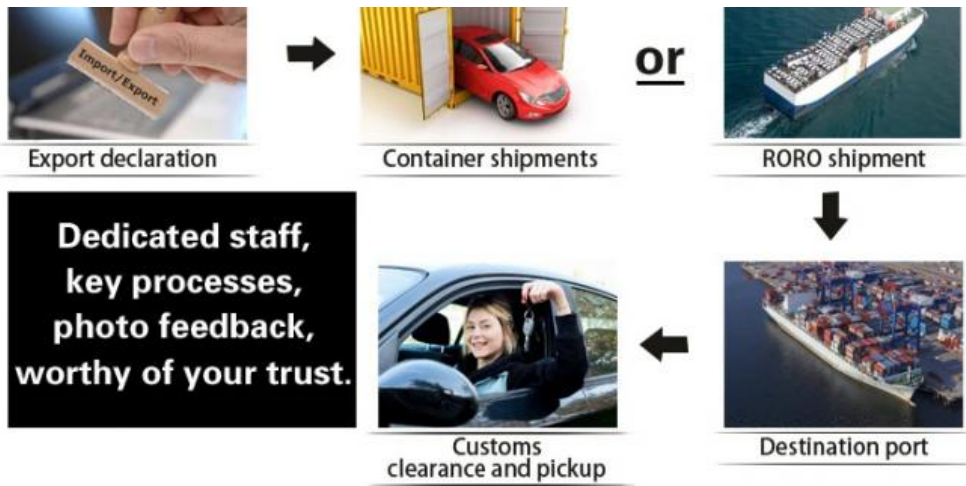 Import/Export
or
Export declaration
Container shipments
RORO shipment
Dedicated staff,
key processes,
photo feedback,
worthy of your trust.
Customs
clearance and pickup
Destination port